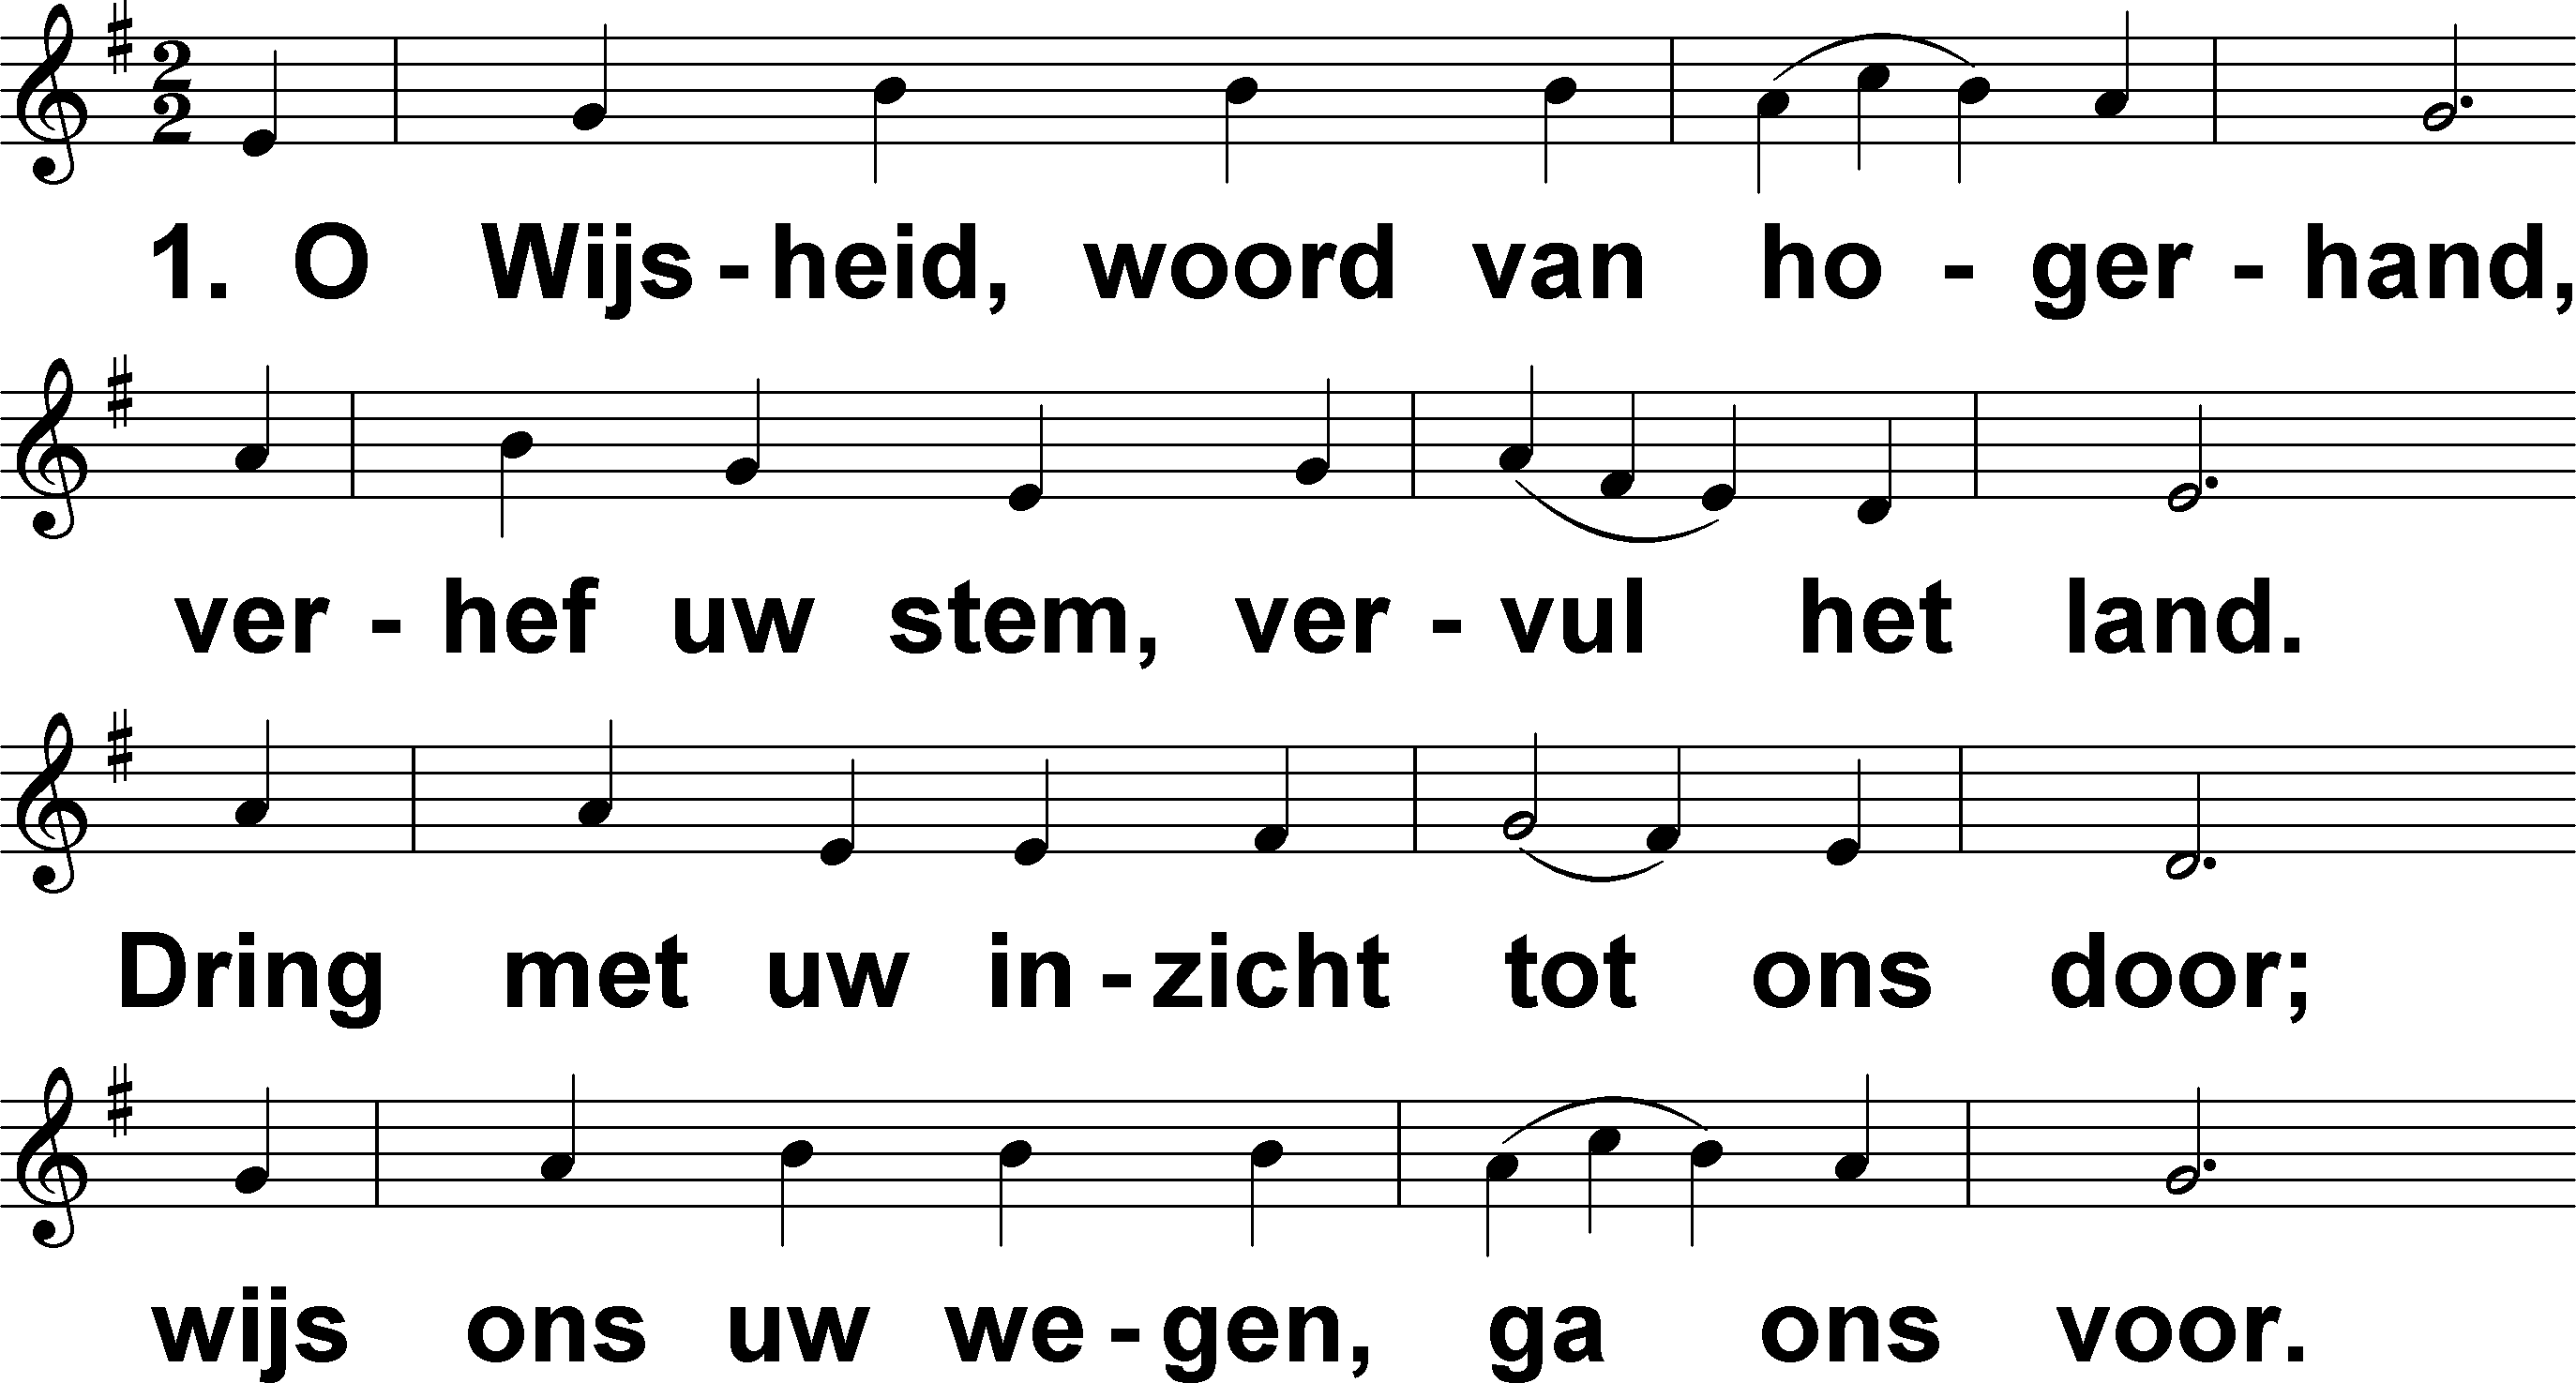 1. O Wijs - heid, woord van ho - ger - hand,
ver - hef uw stem, ver - vul het land.
Dring met uw in - zicht tot ons door;
wijs ons uw we - gen, ga ons voor.